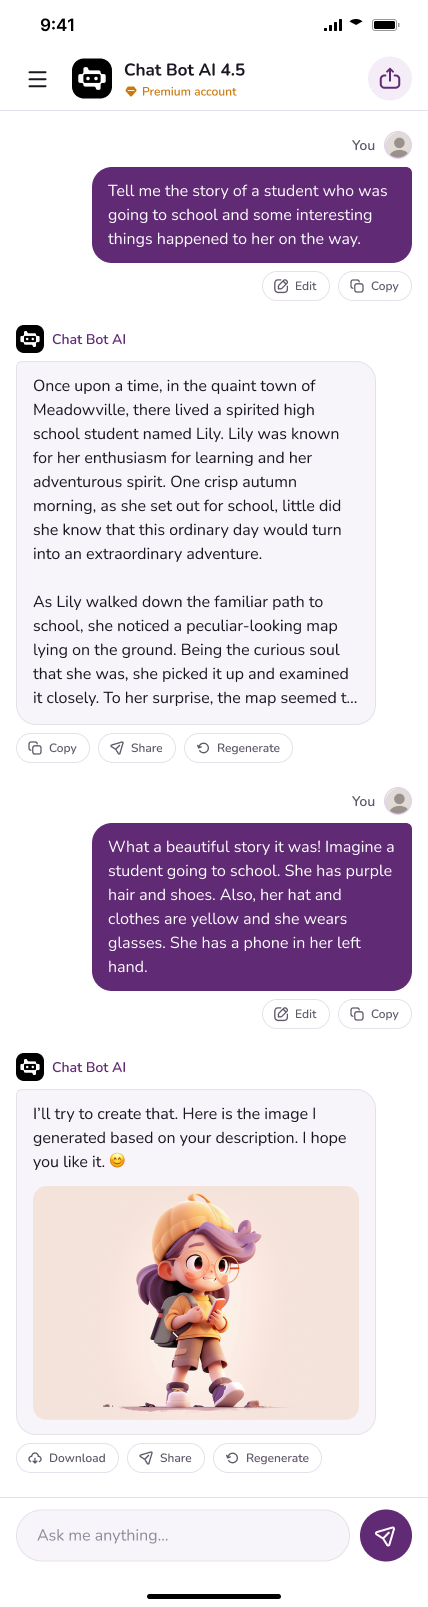 9:41
Chat Bot AI 4.5
Premium account
You
Tell me the story of a student who was
going to school and some interesting
things happened to her on the way.
Edit
Copy
Chat Bot AI
Once upon a time, in the quaint town of
Meadowville, there lived a spirited high
school student named Lily. Lily was known
for her enthusiasm for learning and her
adventurous spirit. One crisp autumn
morning, as she set out for school, little did
she know that this ordinary day would turn
into an extraordinary adventure.
As Lily walked down the familiar path to
school, she noticed a peculiar-looking map
lying on the ground. Being the curious soul
that she was, she picked it up and examined
it closely. To her surprise, the map seemed t...
Copy
Share
Regenerate
You
What a beautiful story it was! Imagine a
student going to school. She has purple
hair and shoes. Also, her hat and
clothes are yellow and she wears
glasses. She has a phone in her left
hand.
Edit
Copy
Chat Bot AI
I'll try to create that. Here is the image I
generated based on your description. I hope
you like it. 😊
Download
Share
Regenerate
Ask me anything...